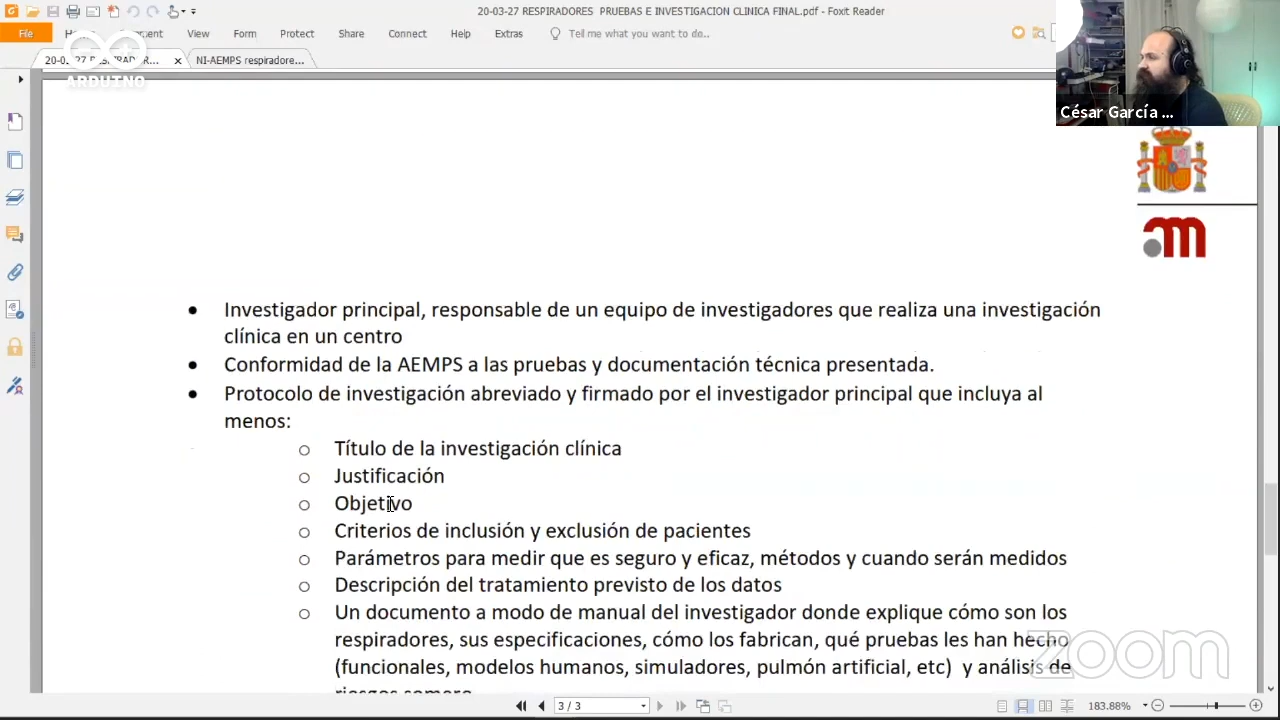 20-03-27 RESPIRADORES PRUEBAS E INVESTIGACION CLINICA FINAL.pdf - Foxit Reader
File
View
Form
Protect
Share
Connect
Help
Extras
Tell me what you want to do..
NI-AEMPS respiradore...
ARDUINO
César García ...
Investigador principal, responsable de un equipo de investigadores que realiza una investigación
clínica en un centro
Conformidad de la AEMPS a las pruebas y documentación técnica presentada.
Protocolo de investigación abreviado y firmado por el investigador principal que incluya al
menos:
Título de la investigación clínica
Justificación
Objetivo
Criterios de inclusión y exclusión de pacientes
Parámetros para medir que es seguro y eficaz, métodos y cuando serán medidos
Descripción del tratamiento previsto de los datos
Un documento a modo de manual del investigador donde explique cómo son los
respiradores, sus especificaciones, cómo los fabrican, qué pruebas les han hecho
(funcionales, modelos humanos, simuladores, pulmón artificial, etc) y análisis de
riesgos somero
zoom
3 / 3
183.88%